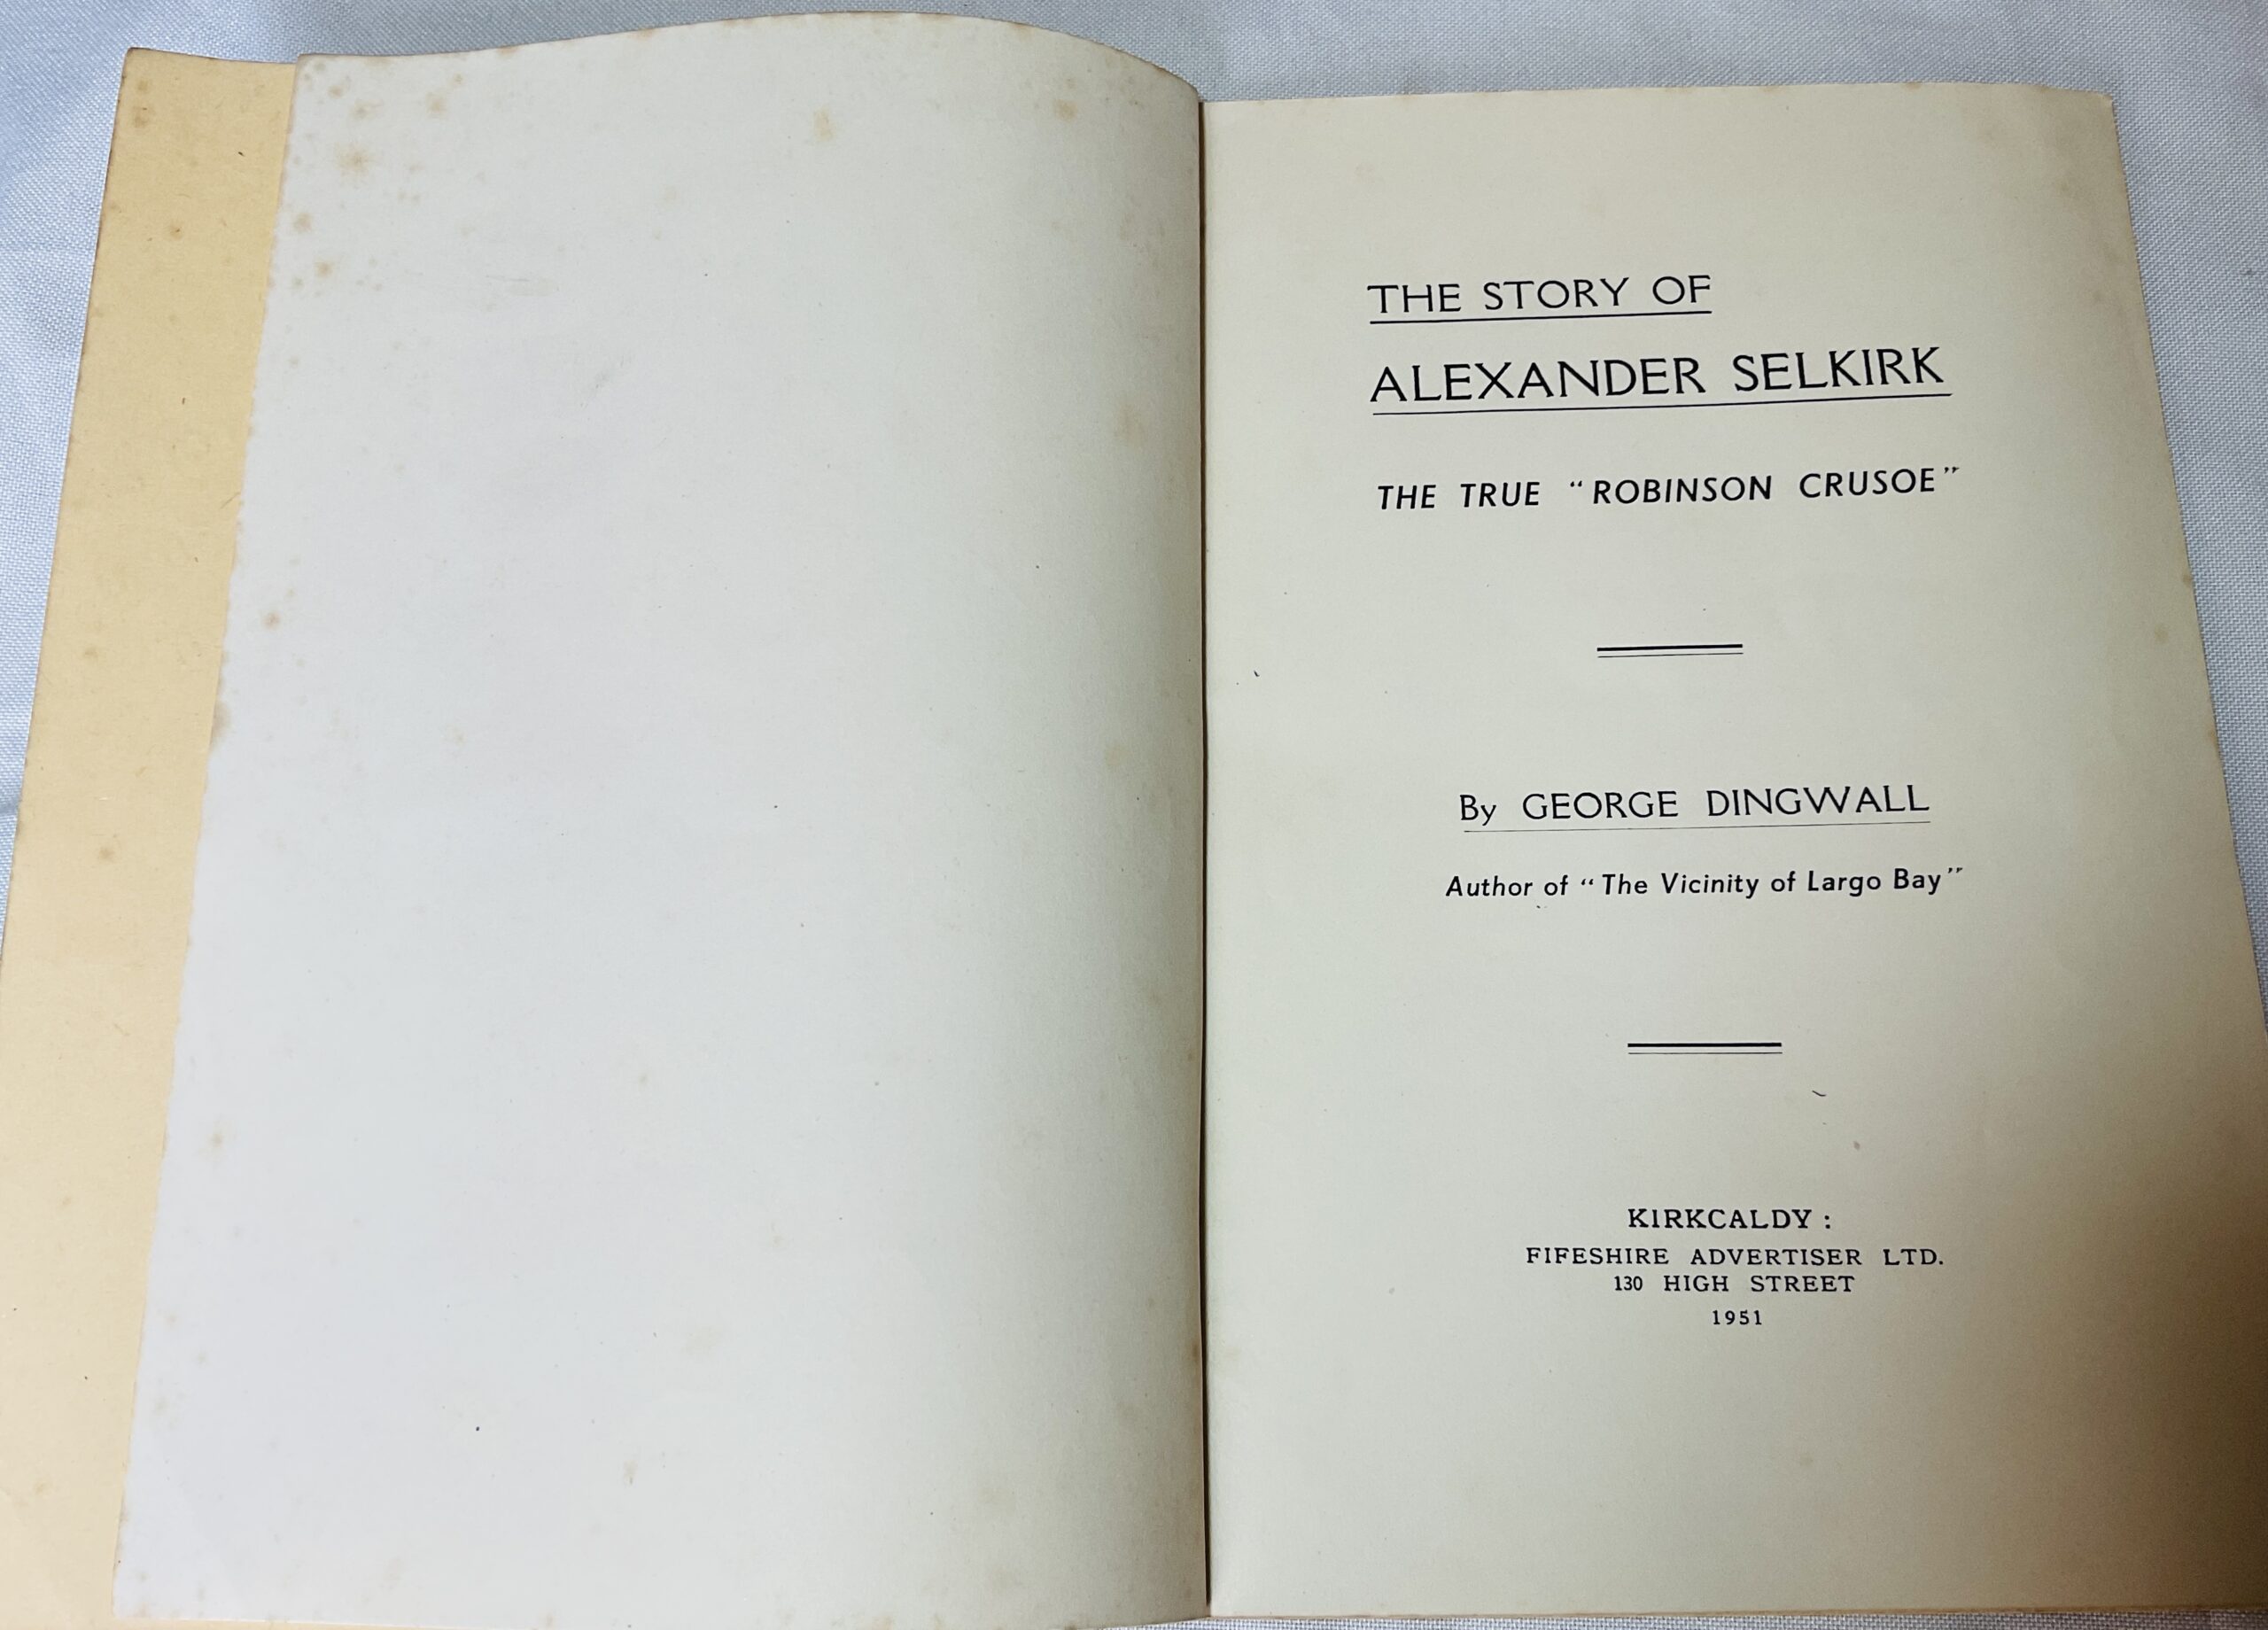 THE STORY OF
ALEXANDER SELKIRK
THE TRUE “ROBINSON CRUSOE”
By GEORGE DINGWALL
Author of “The Vicinity of Largo Bay”
KIRKCALDY :
FIFESHIRE ADVERTISER LTD.
130 HIGH STREET
1951